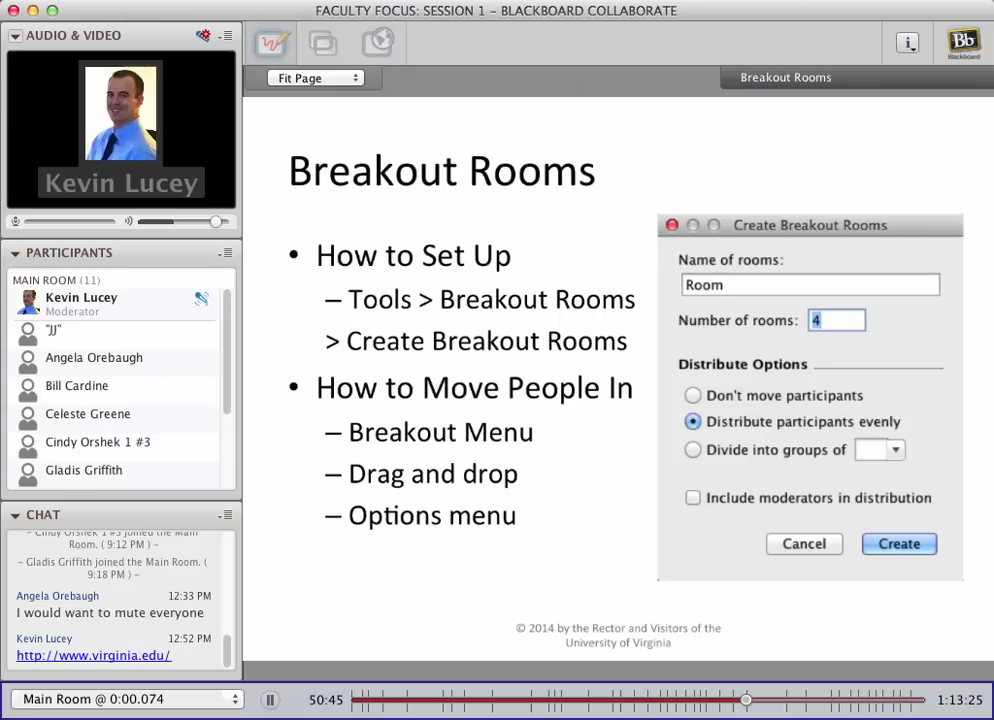 FACULTY FOCUS: SESSION 1 – BLACKBOARD COLLABORATE
AUDIO & VIDEO
Kevin Lucey
PARTICIPANTS
MAIN ROOM (11)
Kevin Lucey
Moderator
"JJ"
Angela Orebaugh
Bill Cardine
Celeste Greene
Cindy Orshek 1 #3
Gladis Griffith
CHAT
– Cindy Orshek 1 #3 joined the Main
Room. ( 9:12 PM ) –
– Gladis Griffith joined the Main Room. (
9:18 PM ) –
Angela Orebaugh 12:33 PM
I would want to mute everyone
Kevin Lucey 12:52 PM
http://www.virginia.edu/
Fit Page
Breakout Rooms
i
Bb
Blackboard
Breakout Rooms
• How to Set Up
– Tools > Breakout Rooms
> Create Breakout Rooms
• How to Move People In
– Breakout Menu
– Drag and drop
– Options menu
Create Breakout Rooms
Name of rooms:
Room
Number of rooms: 4
Distribute Options
Don't move participants
Distribute participants evenly
Divide into groups of
Include moderators in distribution
Cancel Create
© 2014 by the Rector and Visitors of the
University of Virginia
Main Room @ 0:00.074
50:45
1:13:25